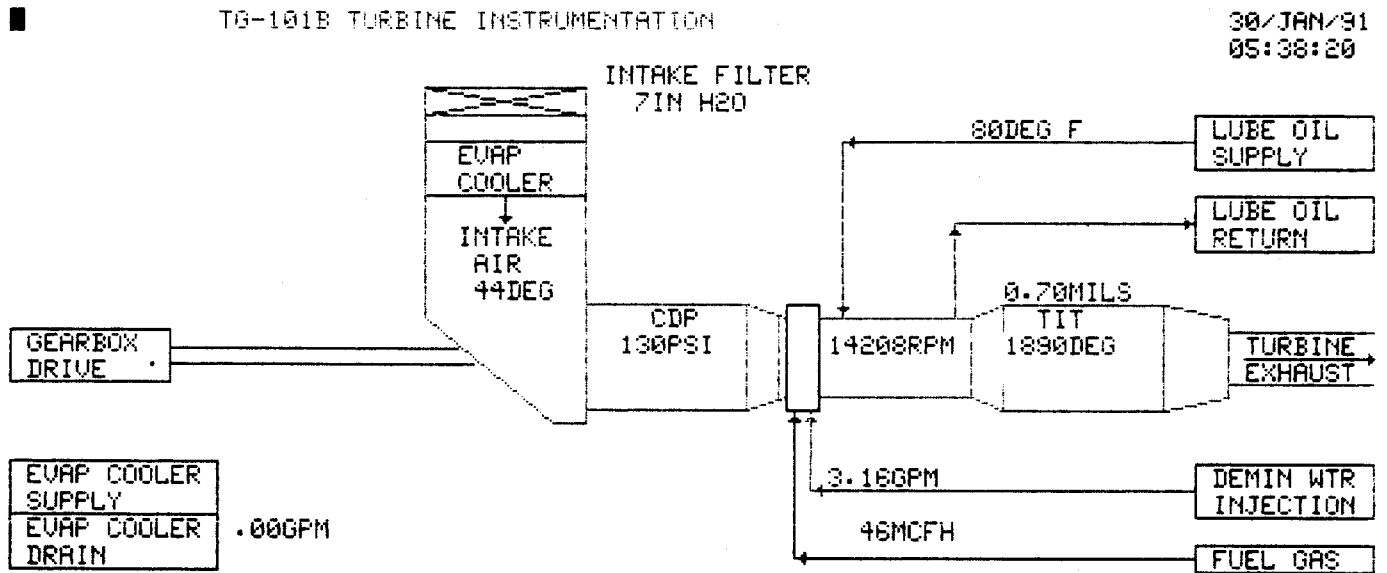 TG-101B TURBINE INSTRUMENTATION
30/JAN/91
05:38:20
INTAKE FILTER
7IN H2O
80DEG F
LUBE OIL
SUPPLY
EVAP
COOLER
LUBE OIL
RETURN
INTAKE
AIR
44DEG
0.70MILS
CDP
130PSI
14208RPM
TIT
1890DEG
GEARBOX
DRIVE
TURBINE
EXHAUST
EVAP COOLER
SUPPLY
EVAP COOLER
DRAIN
.00GPM
3.16GPM
DEMIN WTR
INJECTION
46MCFH
FUEL GAS